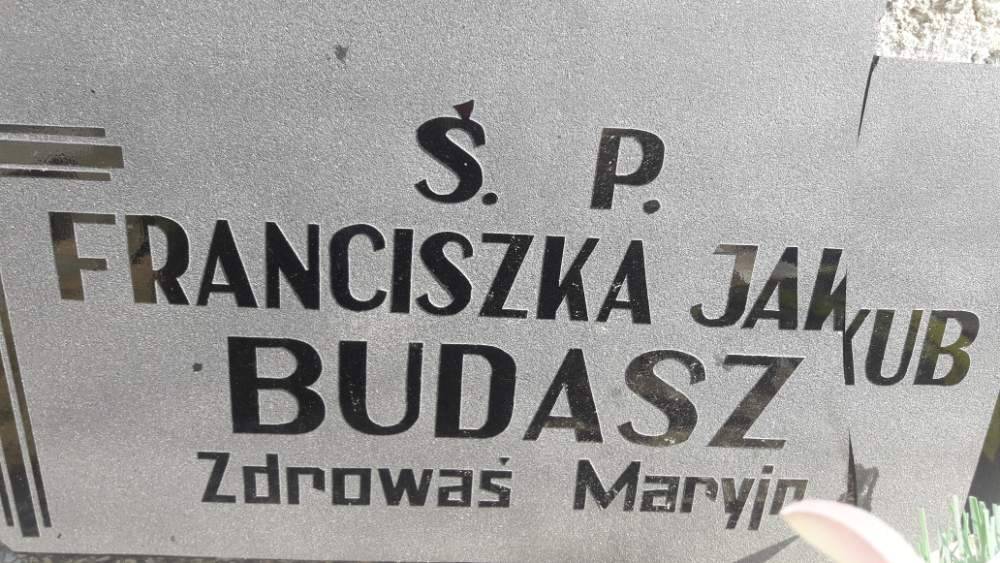 Ś. P.
FRANCISZKA JAKUB
BUDASZ
Zdrowaś Maryjo